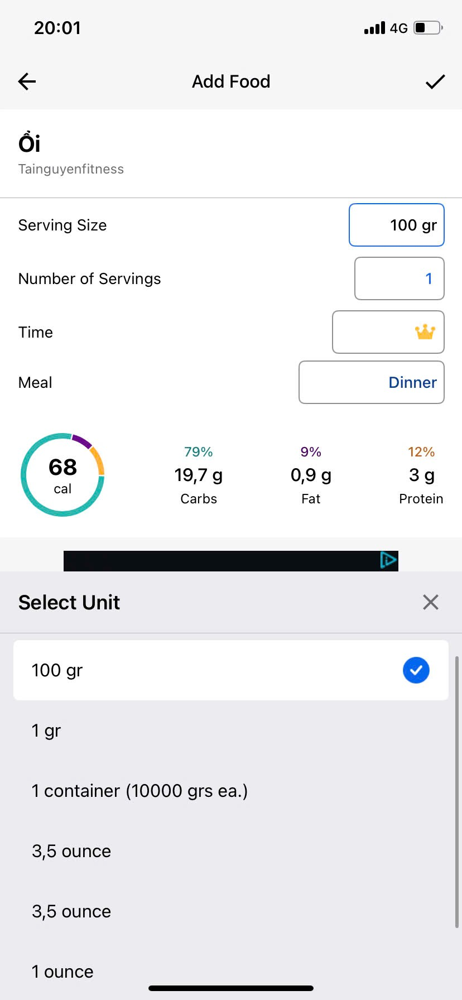 20:01
4G
Add Food
Ổi
Tainguyenfitness
Serving Size
100 gr
Number of Servings
1
Time
Meal
Dinner
68
cal
79%
19,7 g
Carbs
9%
0,9 g
Fat
12%
3 g
Protein
Select Unit
100 gr
1 gr
1 container (10000 grs ea.)
3,5 ounce
3,5 ounce
1 ounce